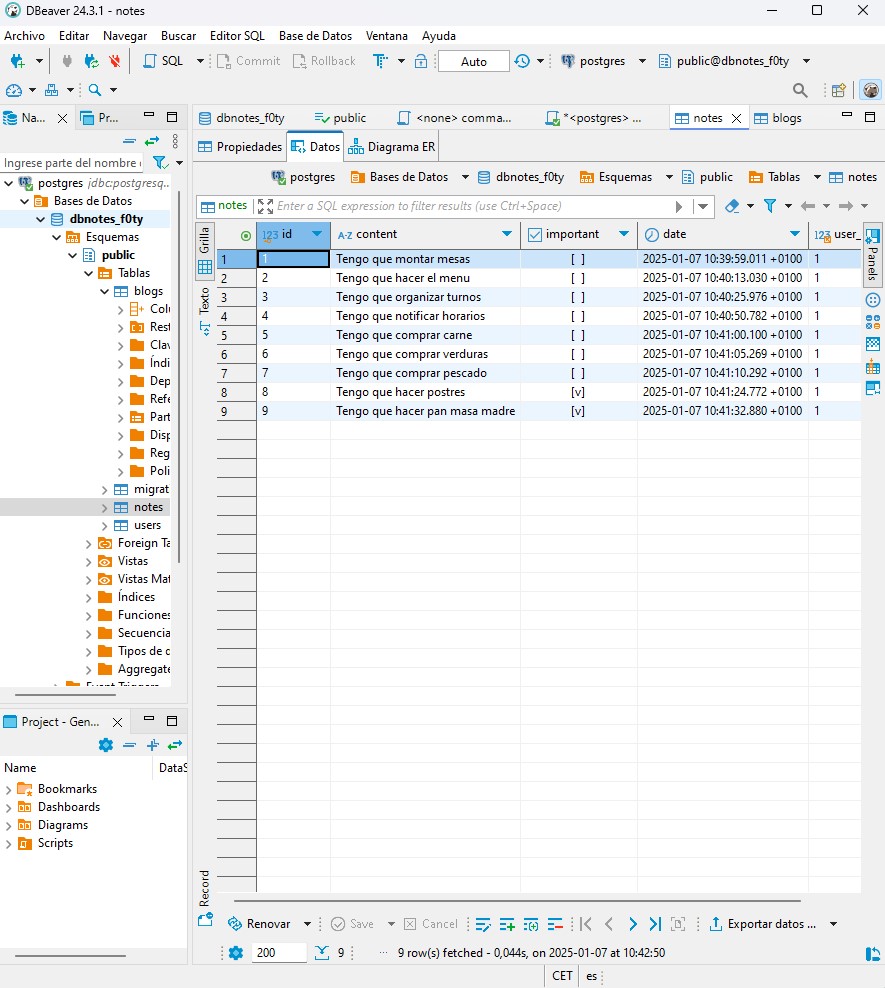 DBeaver 24.3.1 - notes
Archivo Editar Navegar Buscar Editor SQL Base de Datos Ventana Ayuda
SQL Commit Rollback Auto postgres public@dbnotes_f0ty
Na... Pr... dbnotes_f0ty public <none> comma... *<postgres> ... notes blogs
Propiedades Datos Diagrama ER
Ingrese parte del nombre
postgres Bases de Datos dbnotes_f0ty Esquemas public Tablas notes
notes Enter a SQL expression to filter results (use Ctrl+Space)
postgres jdbc:postgresq...
Bases de Datos
dbnotes_f0ty
Esquemas
public
Tablas
blogs
Colu
Rest
Clav
Índi
Dep
Refe
Parti
Disp
Reg
Polí
migrat
notes
users
Foreign Ta
Vistas
Vistas Mat
Índices
Funciones
Secuencia
Tipos de d
Aggregate
Event Triggers
Grilla
Texto
Record
Paneles
123 id A-Z content important date 123 user_
1 1 Tengo que montar mesas [ ] 2025-01-07 10:39:59.011 +0100 1
2 2 Tengo que hacer el menu [ ] 2025-01-07 10:40:13.030 +0100 1
3 3 Tengo que organizar turnos [ ] 2025-01-07 10:40:25.976 +0100 1
4 4 Tengo que notificar horarios [ ] 2025-01-07 10:40:50.782 +0100 1
5 5 Tengo que comprar carne [ ] 2025-01-07 10:41:00.100 +0100 1
6 6 Tengo que comprar verduras [ ] 2025-01-07 10:41:05.269 +0100 1
7 7 Tengo que comprar pescado [ ] 2025-01-07 10:41:10.292 +0100 1
8 8 Tengo que hacer postres [v] 2025-01-07 10:41:24.772 +0100 1
9 9 Tengo que hacer pan masa madre [v] 2025-01-07 10:41:32.880 +0100 1
Project - Gen...
Name DataS
Bookmarks
Dashboards
Diagrams
Scripts
Renovar Save Cancel Exportar datos ...
200 9 ... 9 row(s) fetched - 0,044s, on 2025-01-07 at 10:42:50
CET es